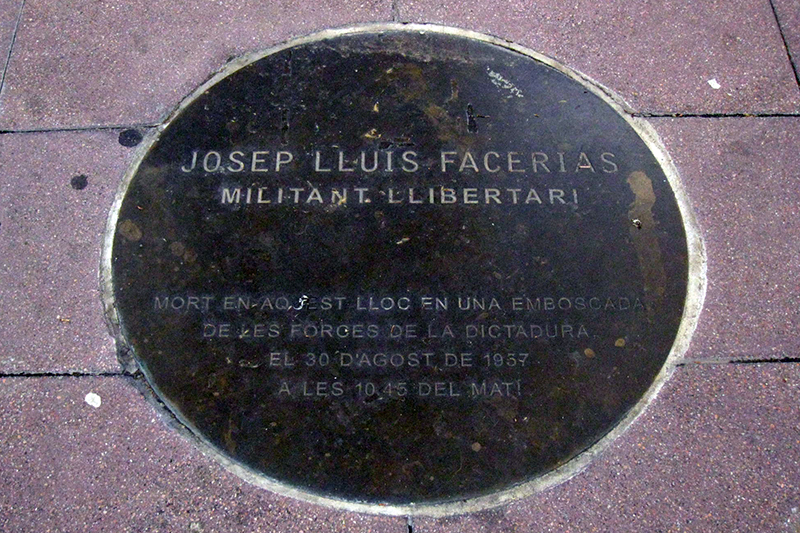 JOSEP LLUÍS FACERIAS
MILITANT LLIBERTARI
MORT EN AQUEST LLOC EN UNA EMBOSCADA
DE LES FORCES DE LA DICTADURA
EL 30 D'AGOST DE 1957
A LES 10,45 DEL MATÍ